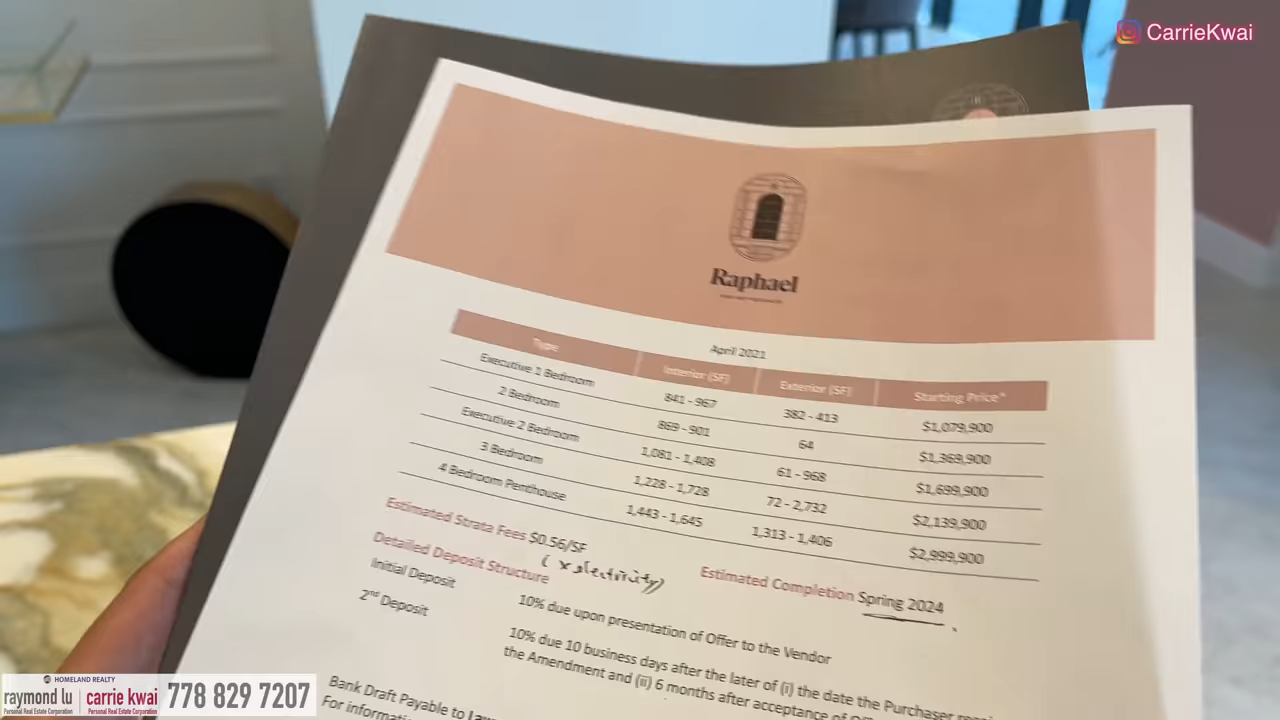 CarrieKwai
Raphael
April 2021
Type Interior (SF) Exterior (SF) Starting Price*
Executive 1 Bedroom 841 - 967 382 - 413 $1,079,900
2 Bedroom 869 - 901 64 $1,369,900
Executive 2 Bedroom 1,081 - 1,408 61 - 968 $1,699,900
3 Bedroom 1,228 - 1,728 72 - 2,732 $2,139,900
4 Bedroom Penthouse 1,443 - 1,645 1,313 - 1,406 $2,999,900
Estimated Strata Fees $0.56/SF
(x electricity)
Estimated Completion Spring 2024
Detailed Deposit Structure
Initial Deposit 10% due upon presentation of Offer to the Vendor
2nd Deposit 10% due 10 business days after the later of (i) the date the Purchaser
the Amendment and (ii) 6 months after acceptance of
Bank Draft Payable to
For
HOMELAND REALTY
raymond lu carrie kwai 778 829 7207
Personal Real Estate Corporation Personal Real Estate Corporation